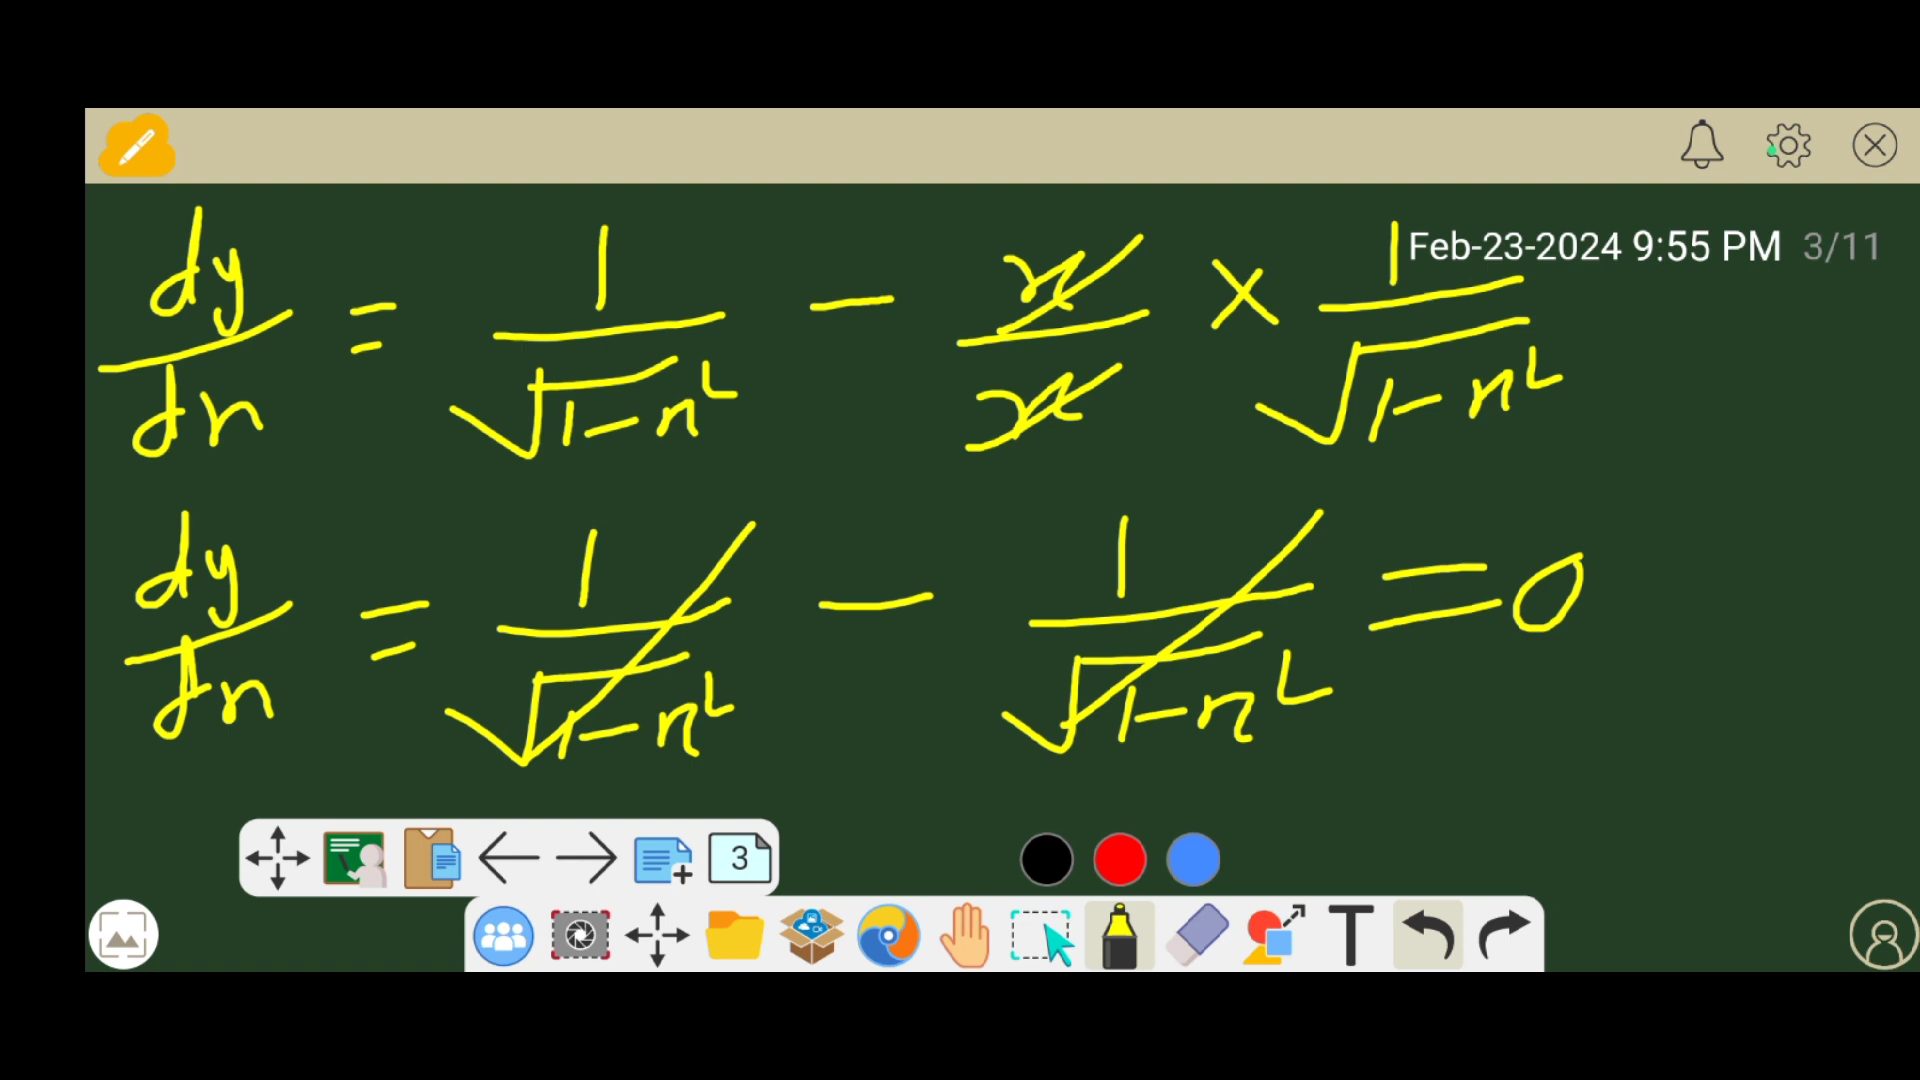 Feb-23-2024 9:55 PM 3/11
dy/dn = 1/√1-n² - x/x × 1/√1-n²
dy/dn = 1/√1-n² - 1/√1-n² = 0
3
T